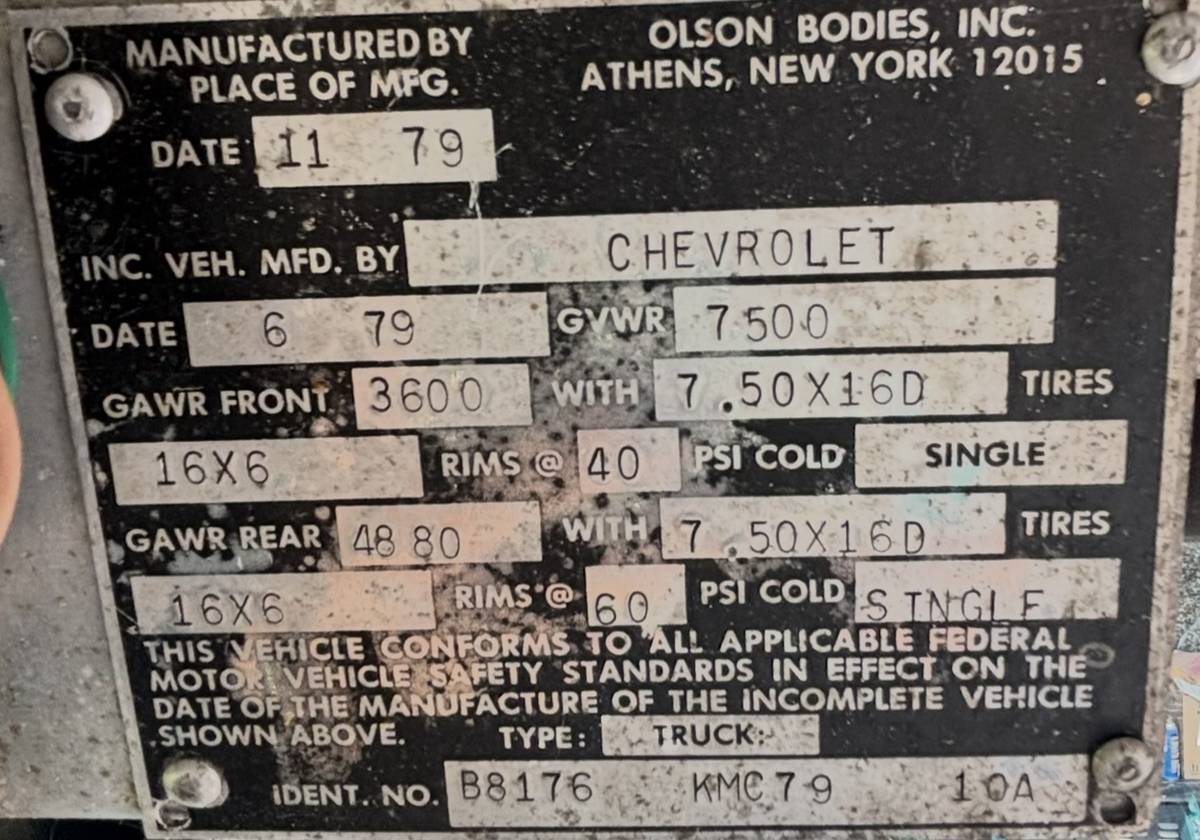 MANUFACTURED BY OLSON BODIES, INC.
PLACE OF MFG. ATHENS, NEW YORK 12015
DATE 11 79
INC. VEH. MFD. BY CHEVROLET
DATE 6 79 GVWR 7500
GAWR FRONT 3600 WITH 7.50X16D TIRES
16X6 RIMS @ 40 PSI COLD SINGLE
GAWR REAR 4880 WITH 7.50X16D TIRES
16X6 RIMS @ 60 PSI COLD SINGLE
THIS VEHICLE CONFORMS TO ALL APPLICABLE FEDERAL
MOTOR VEHICLE SAFETY STANDARDS IN EFFECT ON THE
DATE OF THE MANUFACTURE OF THE INCOMPLETE VEHICLE
SHOWN ABOVE. TYPE: TRUCK
IDENT. NO. B8176 KMC79 10A